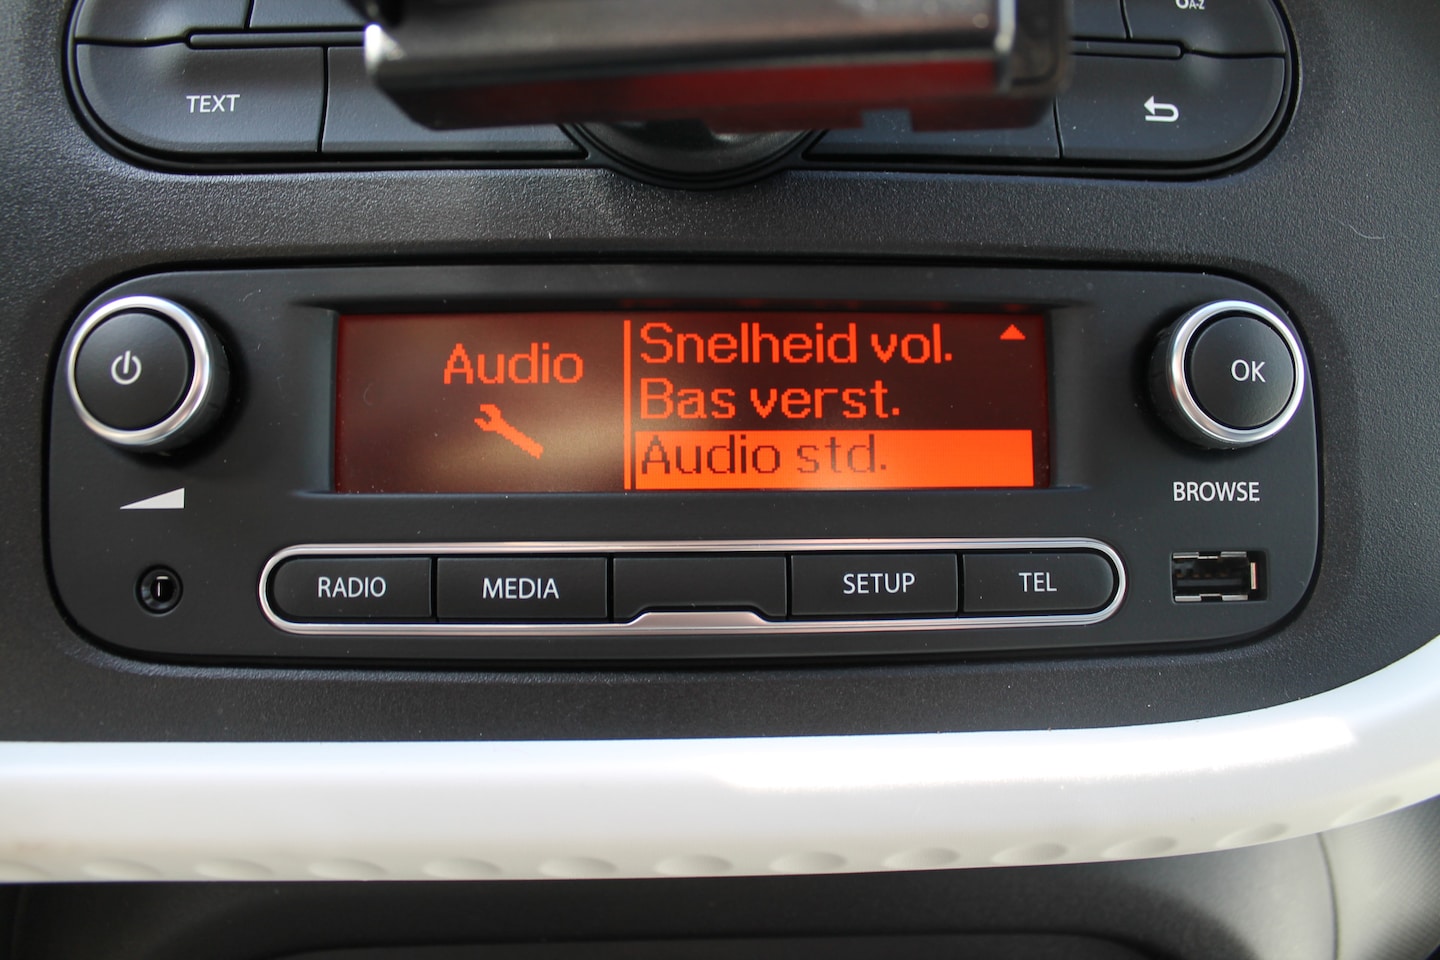 TEXT
Audio
Snelheid vol.
Bas verst.
Audio std.
OK
BROWSE
RADIO
MEDIA
SETUP
TEL